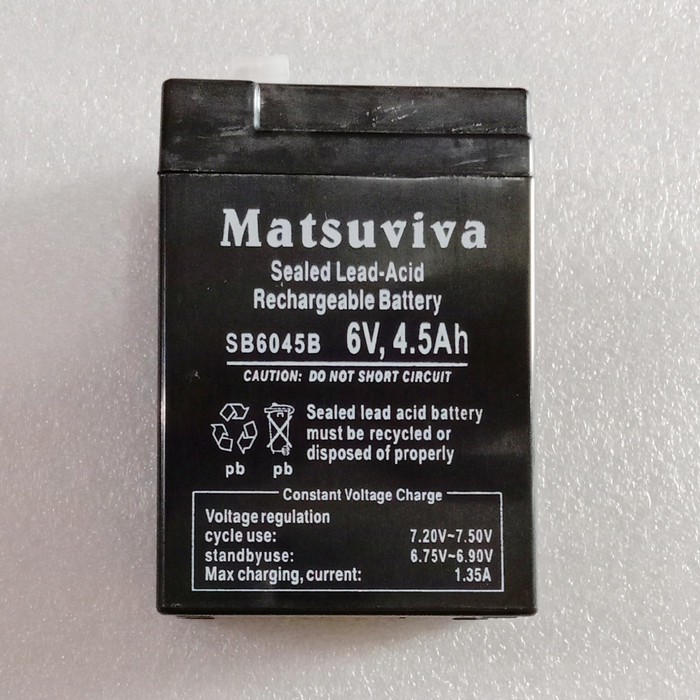 Matsuviva
Sealed Lead-Acid
Rechargeable Battery
SB6045B 6V, 4.5Ah
CAUTION: DO NOT SHORT CIRCUIT
Sealed lead acid battery
must be recycled or
disposed of properly
pb pb
Constant Voltage Charge
Voltage regulation
cycle use: 7.20V~7.50V
standbyuse: 6.75V~6.90V
Max charging, current: 1.35A